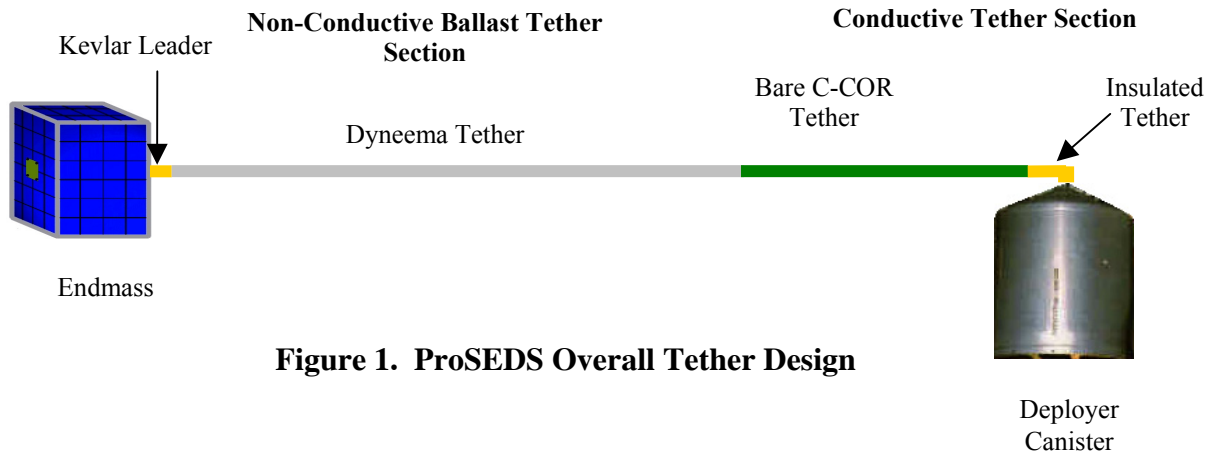 Non-Conductive Ballast Tether
Section
Conductive Tether Section
Kevlar Leader
Bare C-COR
Tether
Insulated
Tether
Dyneema Tether
Endmass
Figure 1. ProSEDS Overall Tether Design
Deployer
Canister